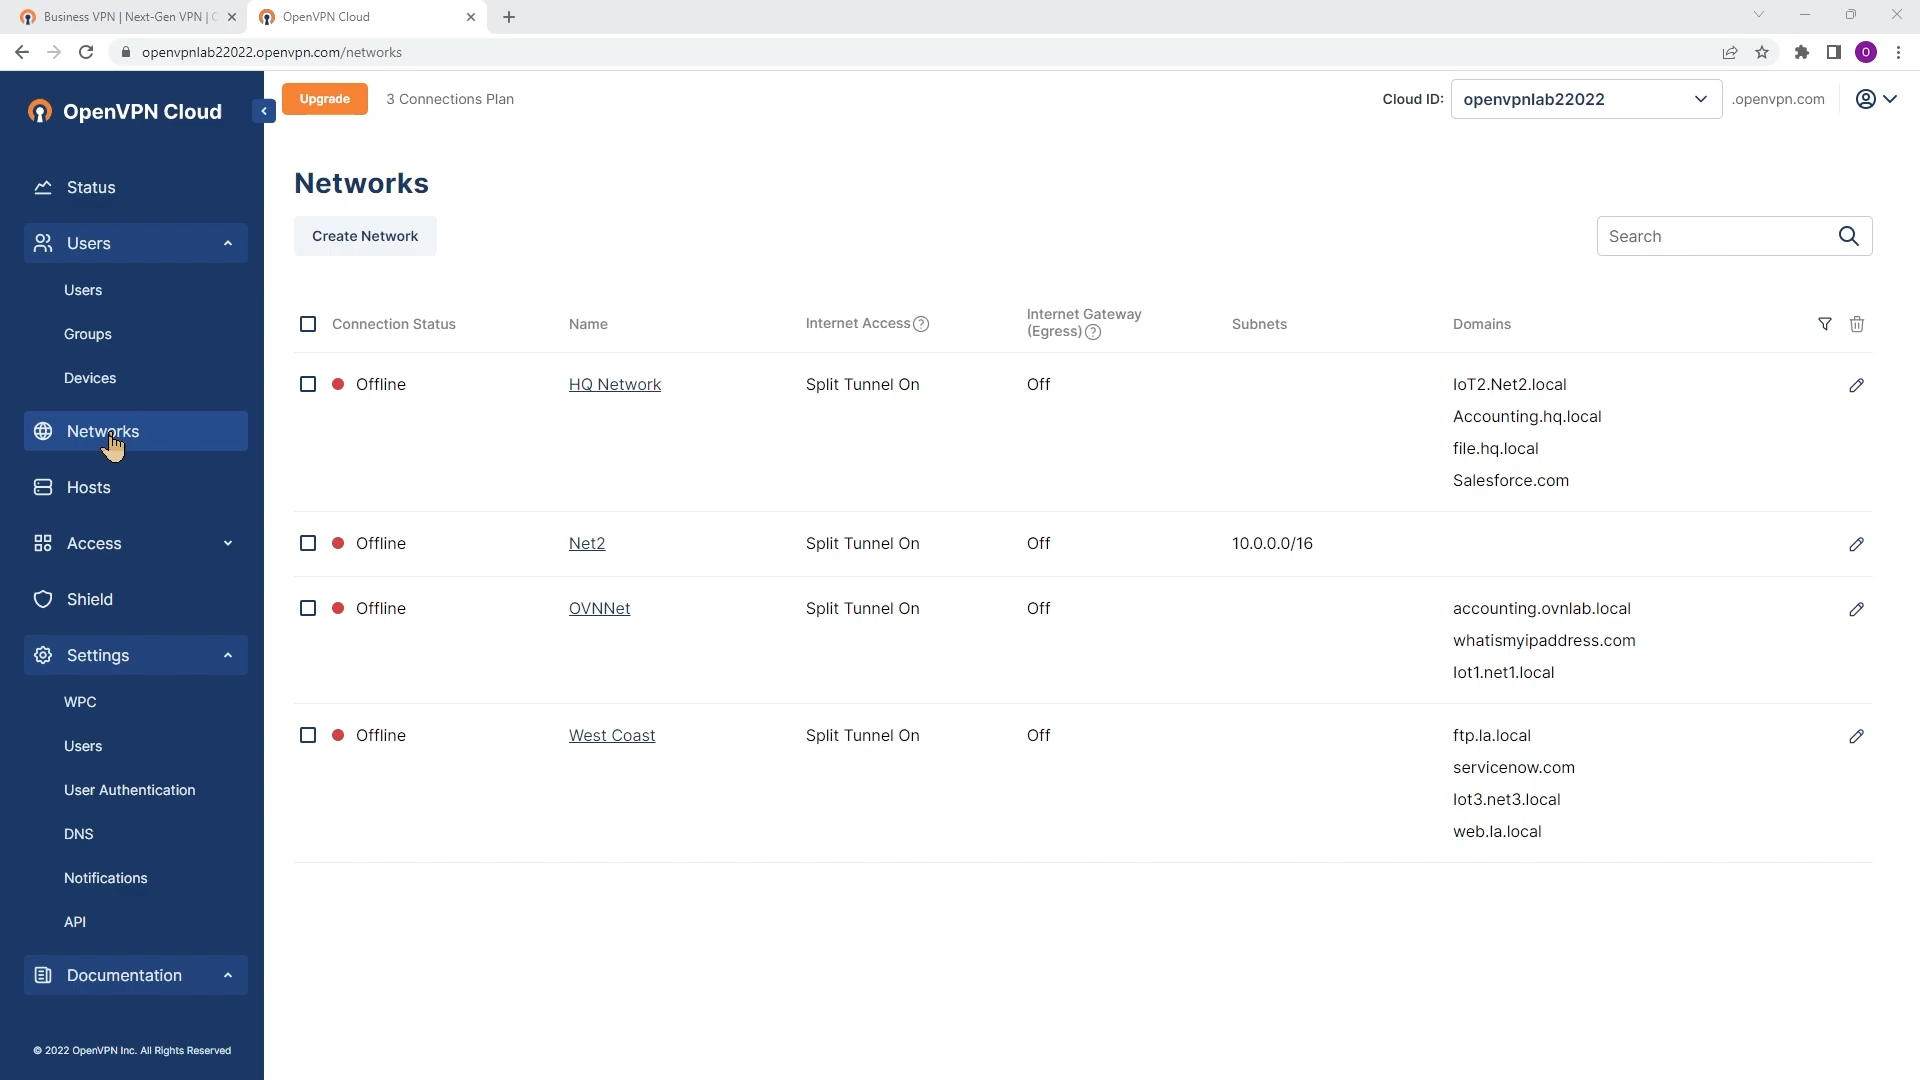 Business VPN | Next-Gen VPN |
OpenVPN Cloud
openvpnlab22022.openvpn.com/networks
O
OpenVPN Cloud
Upgrade
3 Connections Plan
Cloud ID:
openvpnlab22022
.openvpn.com
Status
Users
Users
Groups
Devices
Networks
Hosts
Access
Shield
Settings
WPC
Users
User Authentication
DNS
Notifications
API
Documentation
© 2022 OpenVPN Inc. All Rights Reserved
Networks
Create Network
Search
Connection Status
Name
Internet Access
Internet Gateway
(Egress)
Subnets
Domains
Offline
HQ Network
Split Tunnel On
Off
IoT2.Net2.local
Accounting.hq.local
file.hq.local
Salesforce.com
Offline
Net2
Split Tunnel On
Off
10.0.0.0/16
Offline
OVNNet
Split Tunnel On
Off
accounting.ovnlab.local
whatismyipaddress.com
Iot1.net1.local
Offline
West Coast
Split Tunnel On
Off
ftp.la.local
servicenow.com
Iot3.net3.local
web.la.local